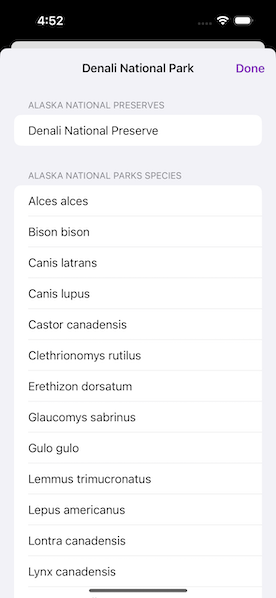 4:52
Denali National Park
Done
ALASKA NATIONAL PRESERVES
Denali National Preserve
ALASKA NATIONAL PARKS SPECIES
Alces alces
Bison bison
Canis latrans
Canis lupus
Castor canadensis
Clethrionomys rutilus
Erethizon dorsatum
Glaucomys sabrinus
Gulo gulo
Lemmus trimucronatus
Lepus americanus
Lontra canadensis
Lynx canadensis